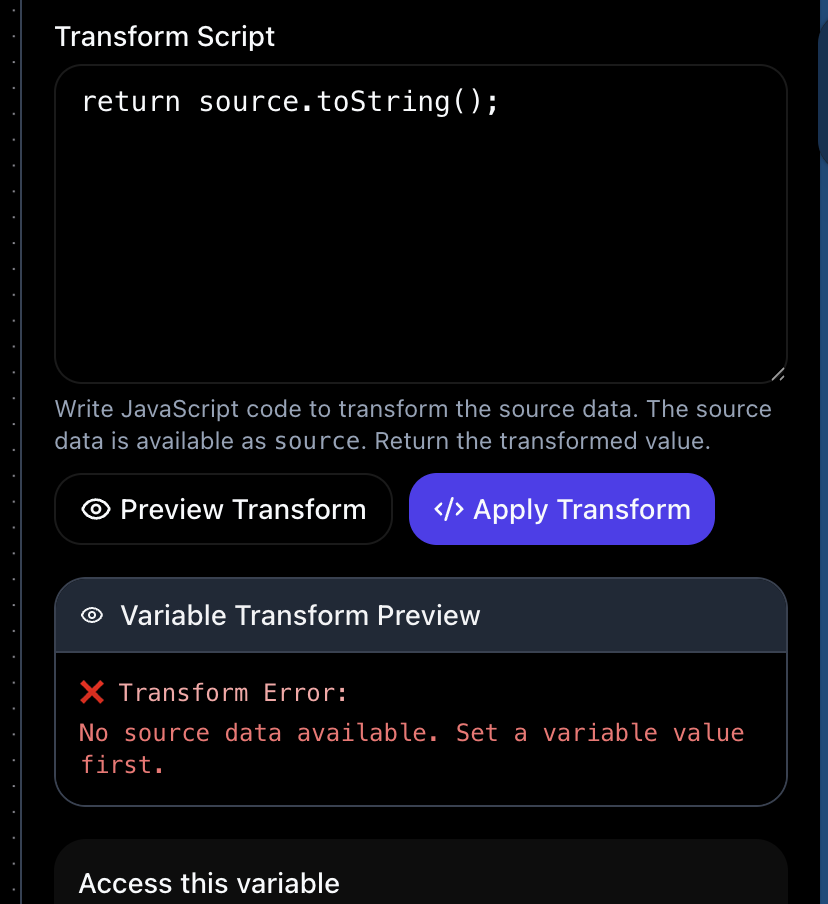 Transform Script
return source.toString();
Write JavaScript code to transform the source data. The source
data is available as source. Return the transformed value.
Preview Transform
</> Apply Transform
Variable Transform Preview
❌ Transform Error:
No source data available. Set a variable value
first.
Access this variable